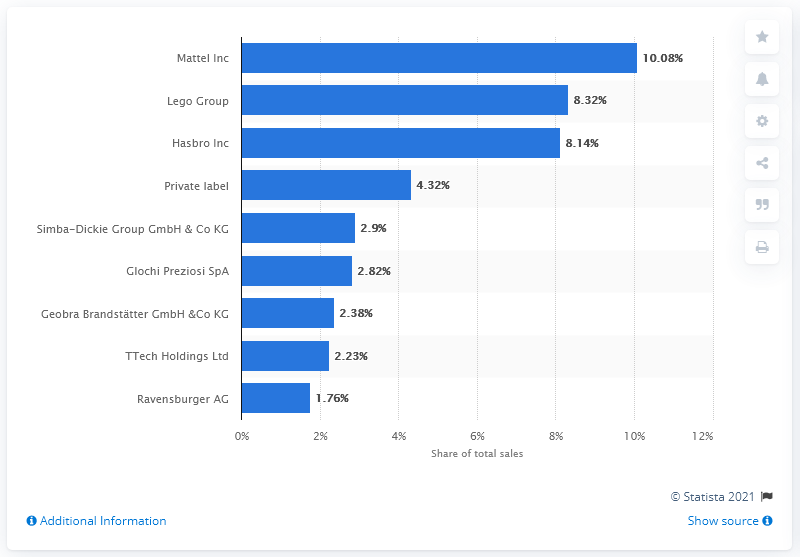 Mattel Inc 10.08%
Lego Group 8.32%
Hasbro Inc 8.14%
Private label 4.32%
Simba-Dickie Group GmbH & Co KG 2.9%
Glochi Preziosi SpA 2.82%
Geobra Brandstätter GmbH &Co KG 2.38%
TTech Holdings Ltd 2.23%
Ravensburger AG 1.76%
0% 2% 4% 6% 8% 10% 12%
Share of total sales
© Statista 2021
Additional Information Show source